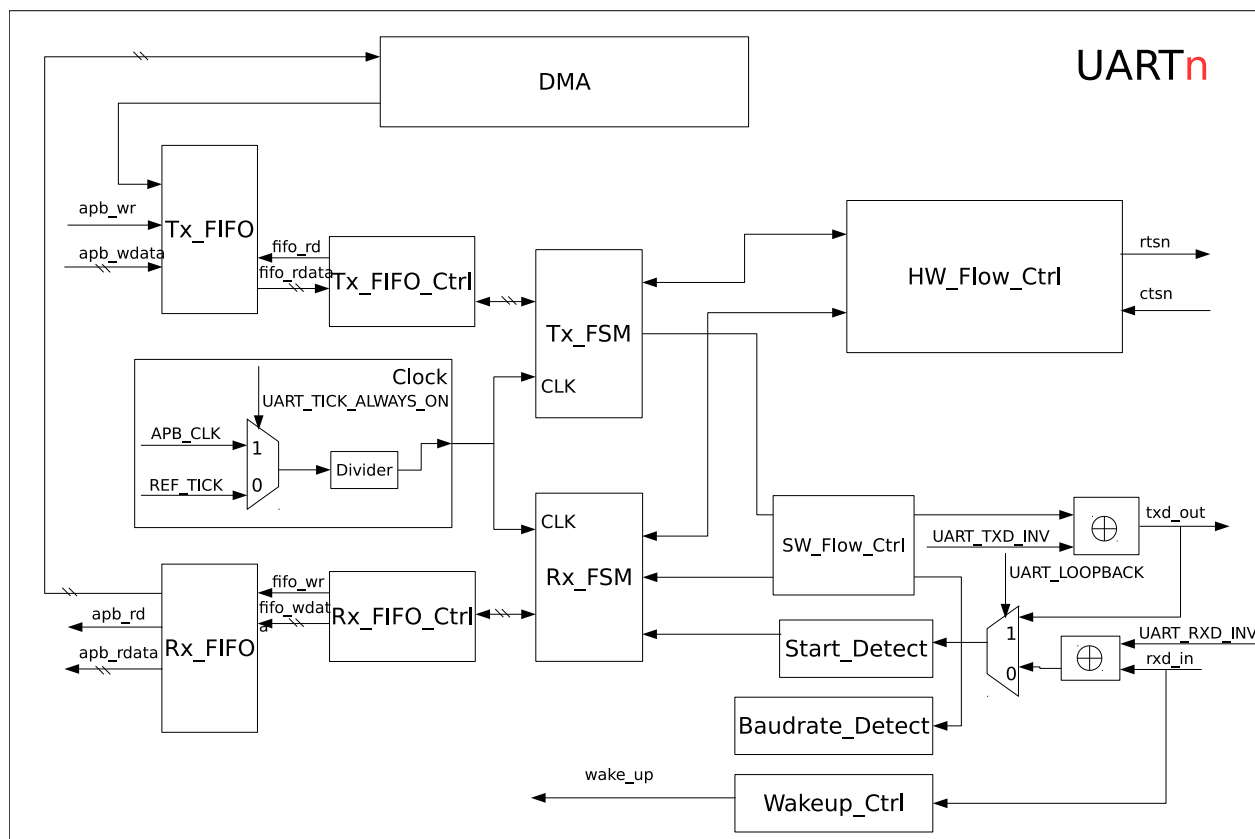 UARTn
DMA
apb_wr
Tx_FIFO
apb_wdata
fifo_rd
fifo_rdata
Tx_FIFO_Ctrl
Tx_FSM
CLK
HW_Flow_Ctrl
rtsn
ctsn
Clock
UART_TICK_ALWAYS_ON
APB_CLK
1
REF_TICK
0
Divider
CLK
Rx_FSM
SW_Flow_Ctrl
txd_out
UART_TXD_INV
UART_LOOPBACK
fifo_wr
fifo_wdat
a
Rx_FIFO_Ctrl
apb_rd
Rx_FIFO
apb_rdata
Start_Detect
1
0
UART_RXD_INV
rxd_in
Baudrate_Detect
wake_up
Wakeup_Ctrl